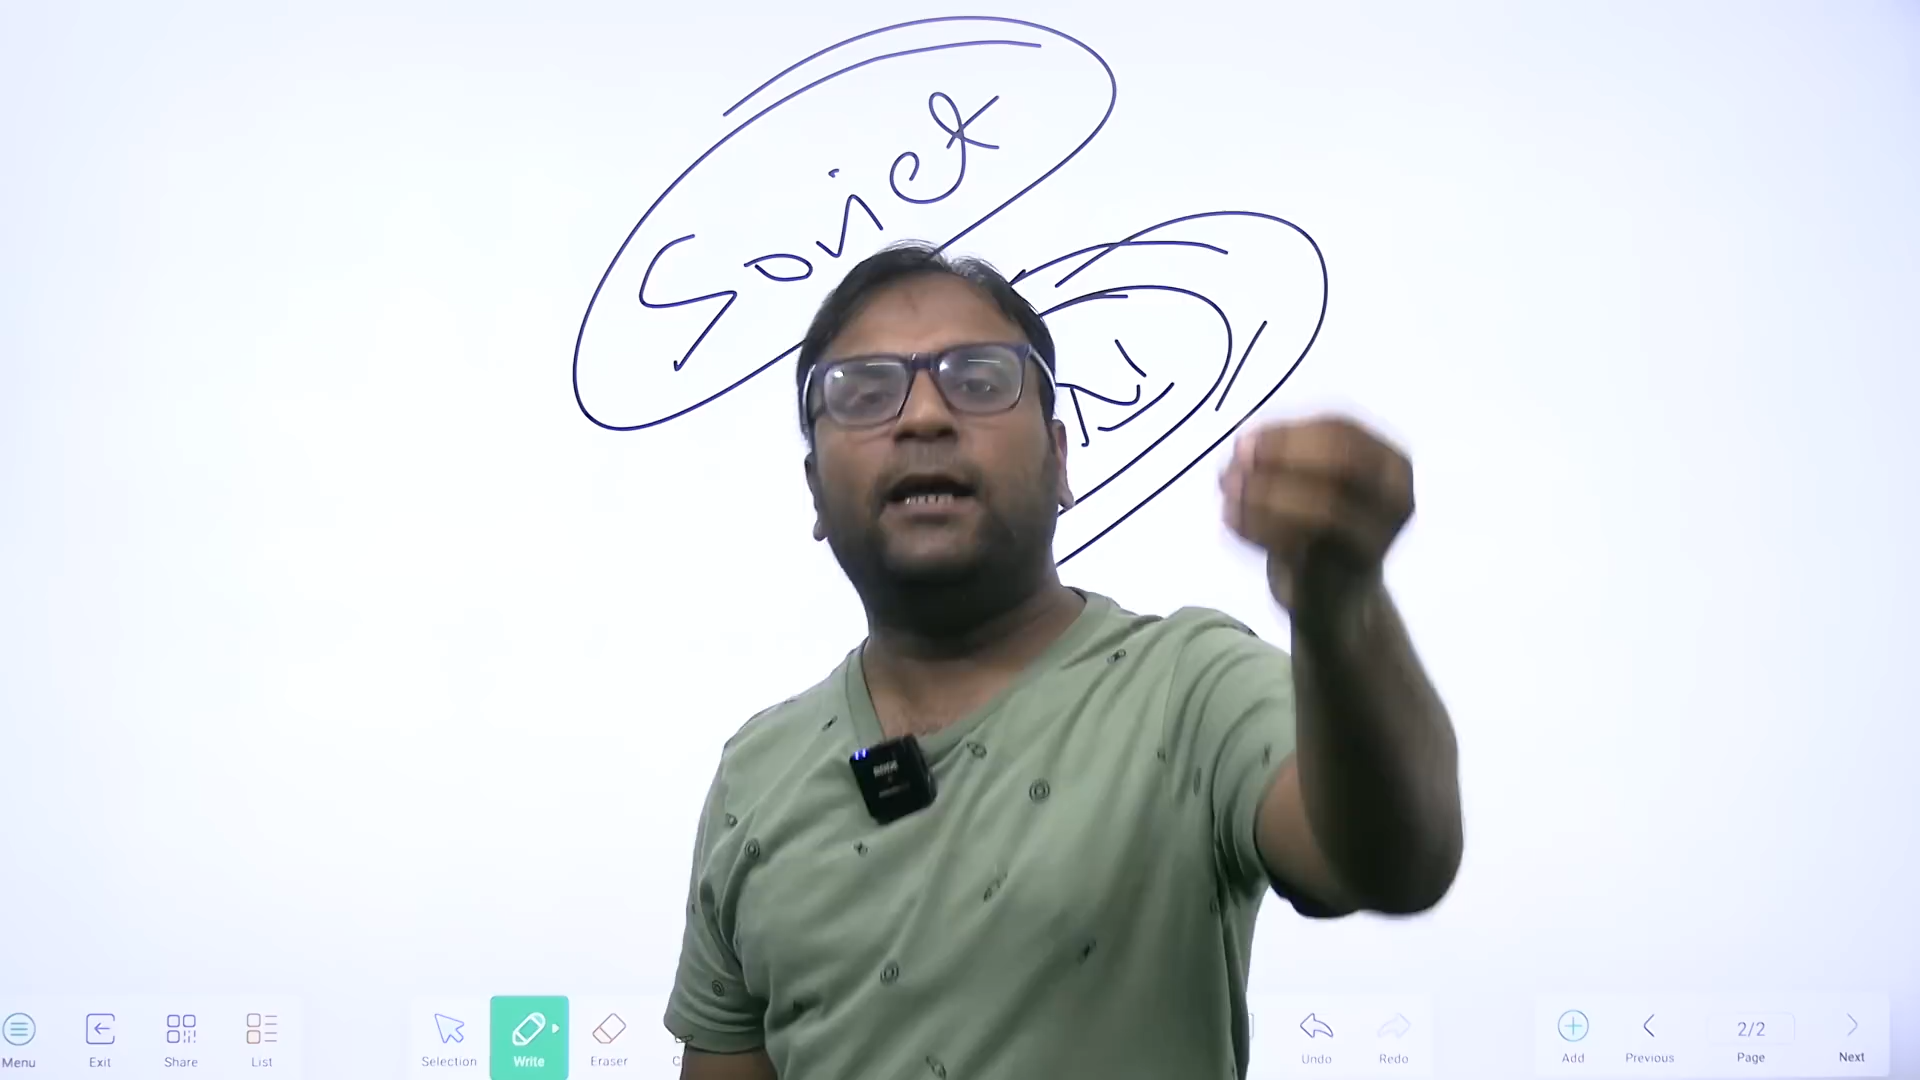 Soviet
Menu
Exit
Share
List
Selection
Write
Eraser
Undo
Redo
Add
Previous
2/2
Page
Next